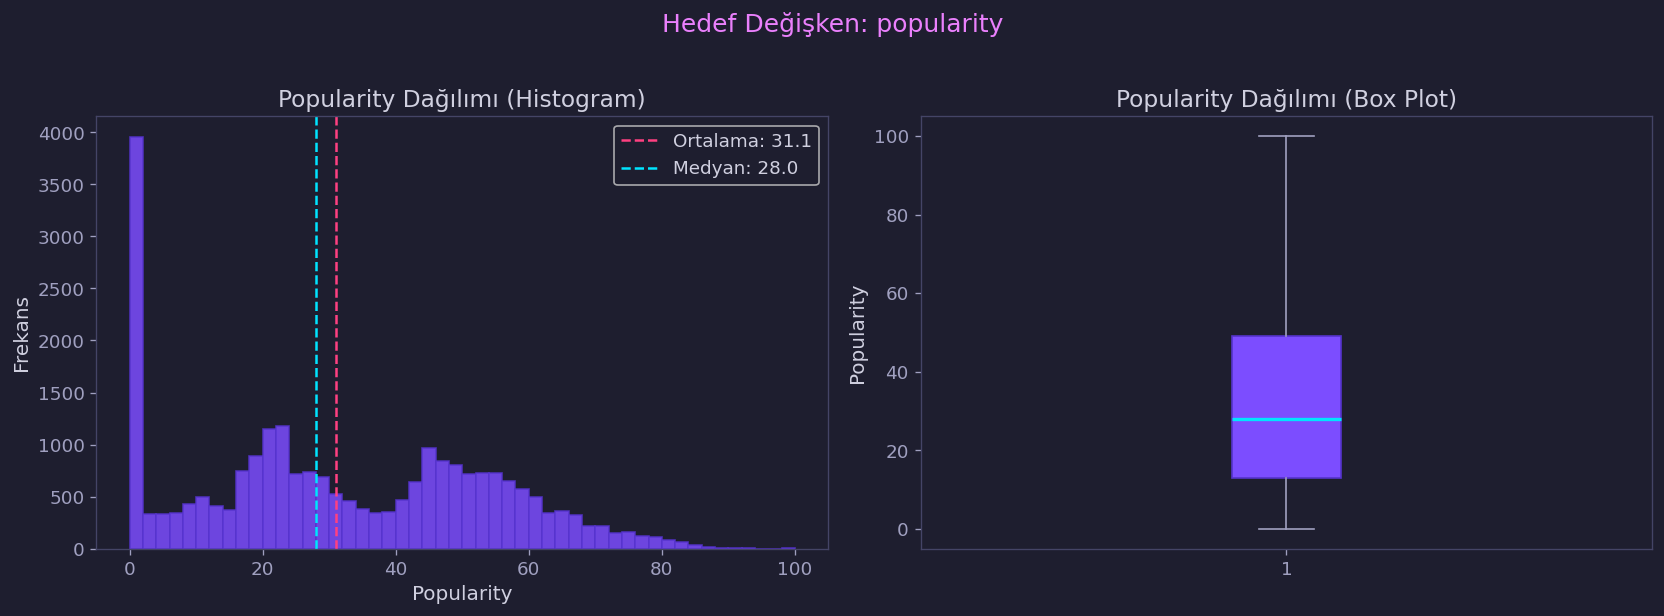 Hedef Değişken: popularity
Popularity Dağılımı (Histogram)
Frekans
4000
3500
3000
2500
2000
1500
1000
500
0
Ortalama: 31.1
Medyan: 28.0
0 20 40 60 80 100
Popularity
Popularity Dağılımı (Box Plot)
Popularity
100
80
60
40
20
0
1